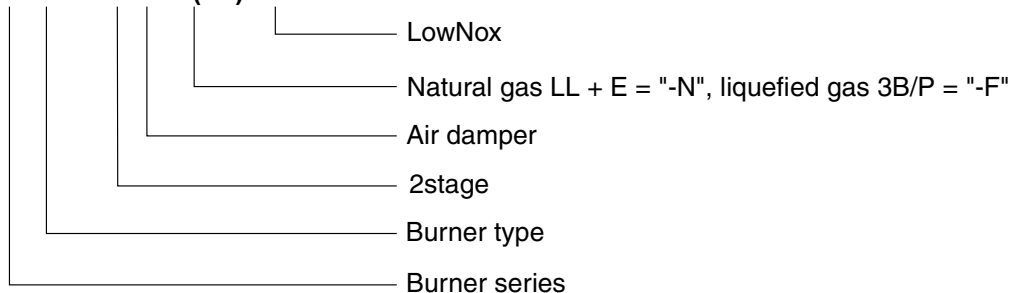 LowNox
Natural gas LL + E = "-N", liquefied gas 3B/P = "-F"
Air damper
2stage
Burner type
Burner series